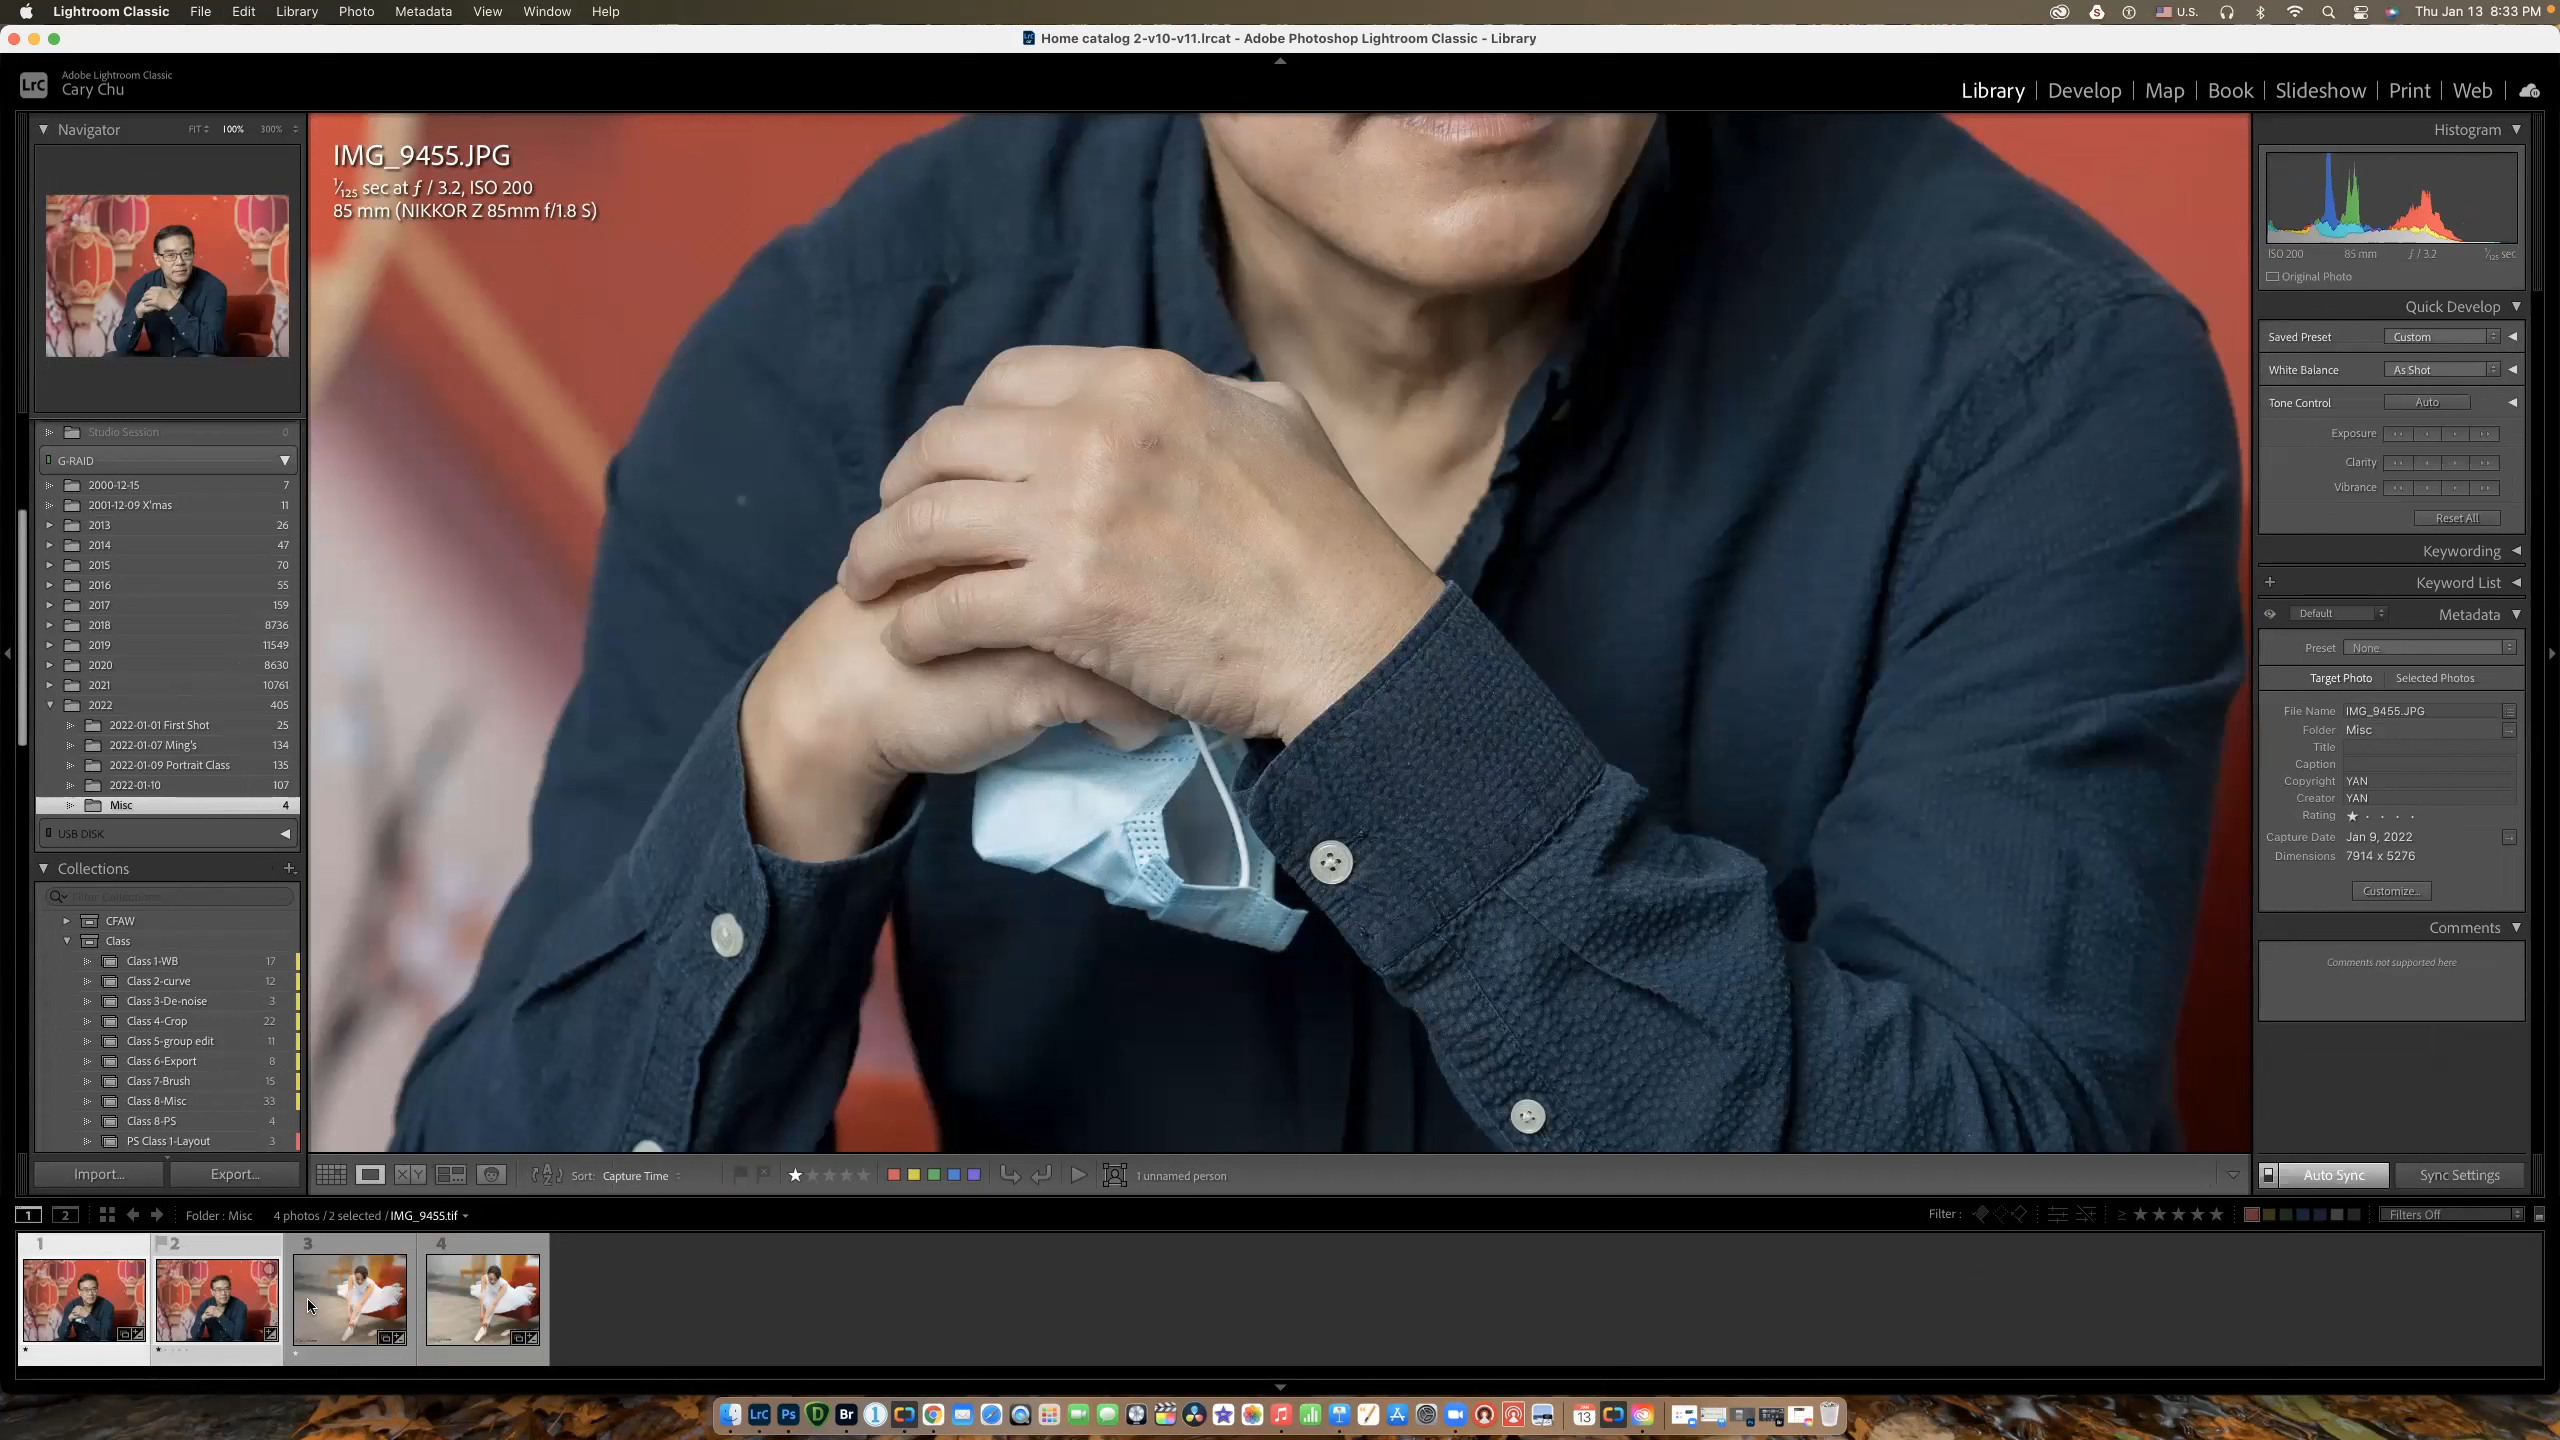 Lightroom Classic File Edit Library Photo Metadata View Window Help
U.S. Thu Jan 13 8:33 PM
Home catalog 2-v10-v11.lrcat - Adobe Photoshop Lightroom Classic - Library
LrC Adobe Lightroom Classic
Cary Chu
Library | Develop | Map | Book | Slideshow | Print | Web
Navigator FIT 100% 300%
IMG_9455.JPG
1/125 sec at ƒ / 3.2, ISO 200
85 mm (NIKKOR Z 85mm f/1.8 S)
Studio Session 0
G-RAID
2000-12-15 7
2001-12-09 X'mas 11
2013 26
2014 47
2015 70
2016 55
2017 159
2018 8736
2019 11549
2020 8630
2021 10761
2022 405
2022-01-01 First Shot 25
2022-01-07 Ming's 134
2022-01-09 Portrait Class 135
2022-01-10 107
Misc 4
USB DISK
Collections
Filter Collections
CFAW
Class
Class 1-WB 17
Class 2-curve 12
Class 3-De-noise 3
Class 4-Crop 22
Class 5-group edit 11
Class 6-Export 8
Class 7-Brush 15
Class 8-Misc 33
Class 8-PS 4
PS Class 1-Layout 3
Import... Export...
Histogram
ISO 200 85 mm ƒ / 3.2 1/125 sec
Original Photo
Quick Develop
Saved Preset Custom
White Balance As Shot
Tone Control Auto
Exposure
Clarity
Vibrance
Reset All
Keywording
Keyword List
Default Metadata
Preset None
Target Photo Selected Photos
File Name IMG_9455.JPG
Folder Misc
Title
Caption
Copyright YAN
Creator YAN
Rating
Capture Date Jan 9, 2022
Dimensions 7914 x 5276
Customize...
Comments
Comments not supported here
XY Sort: Capture Time 1 unnamed person
Auto Sync Sync Settings
1 2 Folder : Misc 4 photos / 2 selected / IMG_9455.tif
Filter : Filters Off
1 2 3 4
LrC Ps Br 13